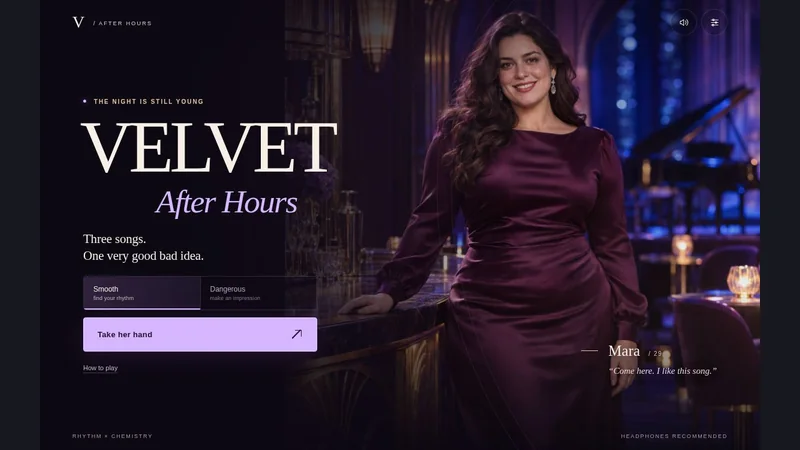 V / AFTER HOURS
THE NIGHT IS STILL YOUNG
VELVET
After Hours
Three songs.
One very good bad idea.
Smooth
find your rhythm
Dangerous
make an impression
Take her hand
How to play
Mara / 29
“Come here. I like this song.”
RHYTHM + CHEMISTRY
HEADPHONES RECOMMENDED